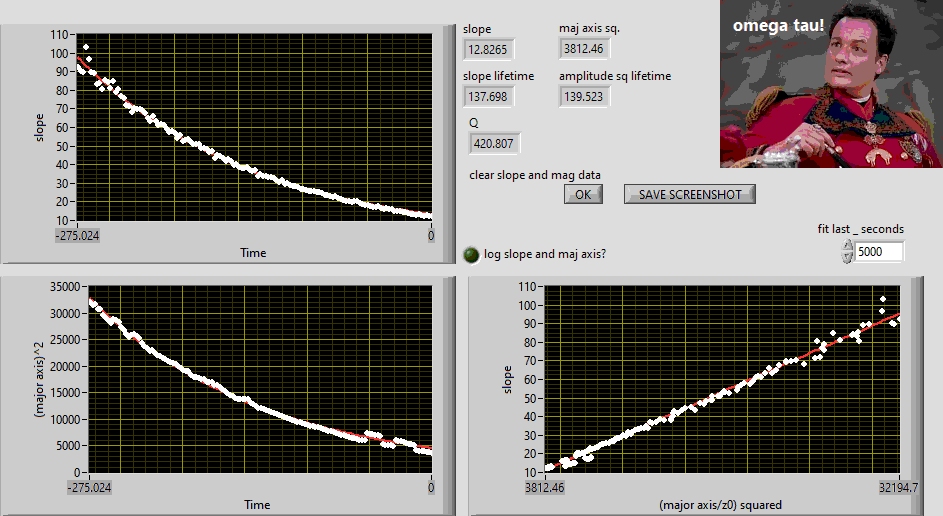 110
100
90
80
70
60
50
40
30
20
10
slope
-275.024
0
Time
slope
12.8265
maj axis sq.
3812.46
slope lifetime
137.698
amplitude sq lifetime
139.523
Q
420.807
clear slope and mag data
OK
SAVE SCREENSHOT
omega tau!
fit last _ seconds
5000
log slope and maj axis?
35000
30000
25000
20000
15000
10000
5000
0
(major axis)^2
-275.024
0
Time
110
100
90
80
70
60
50
40
30
20
10
slope
3812.46
32194.7
(major axis/z0) squared